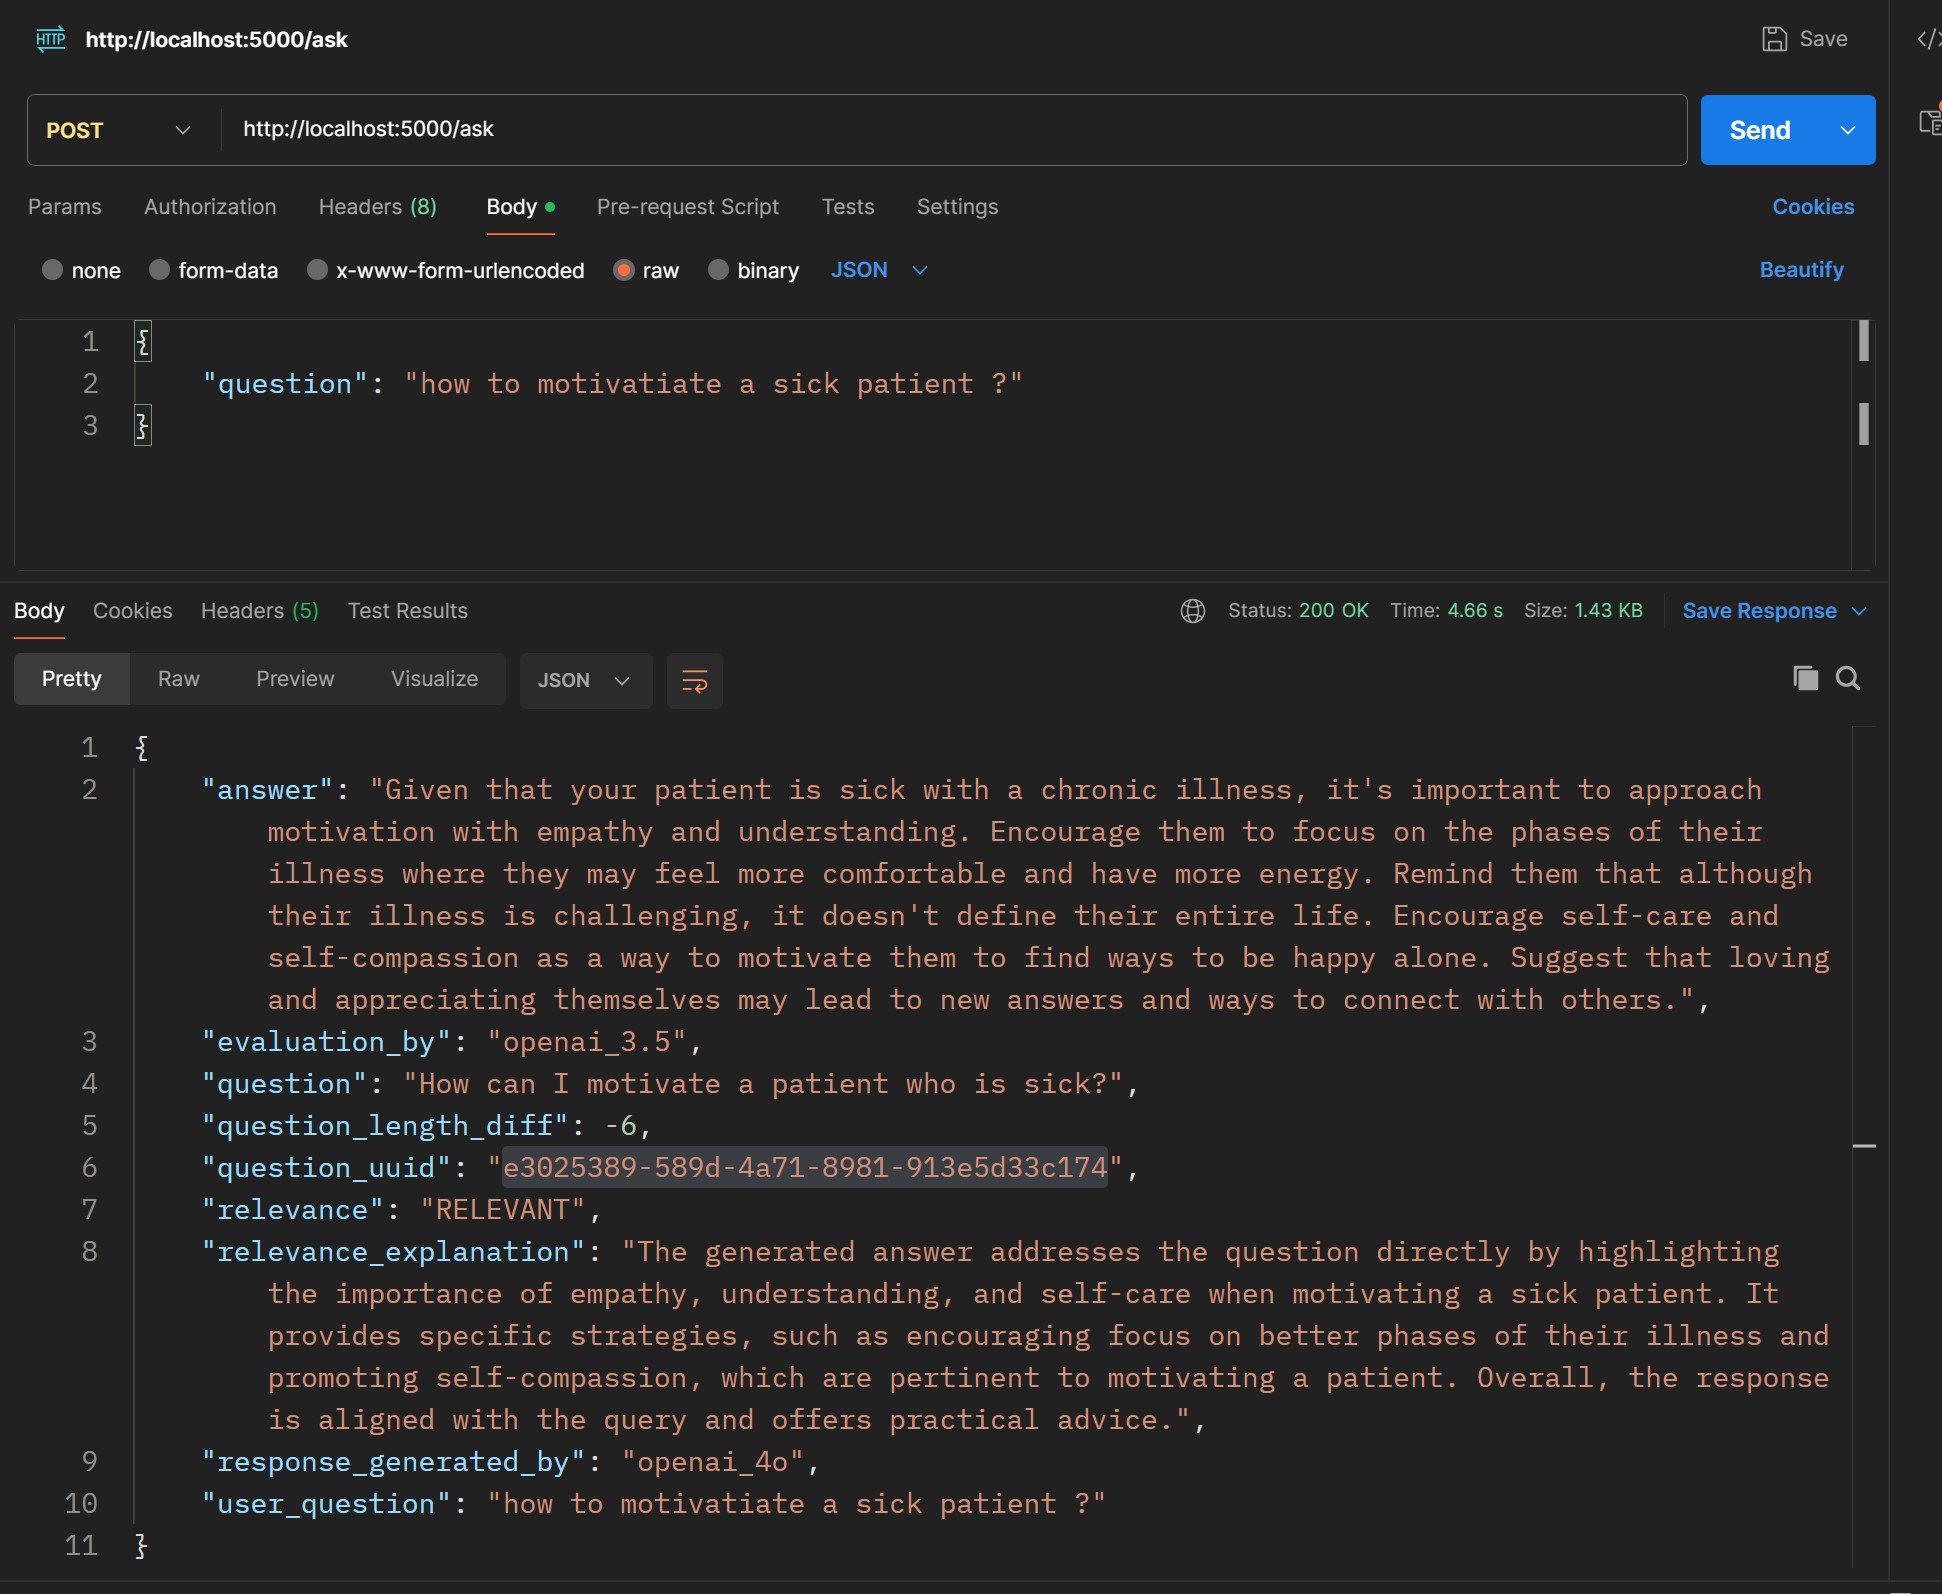 HTTP http://localhost:5000/ask Save
POST http://localhost:5000/ask Send
Params Authorization Headers (8) Body Pre-request Script Tests Settings Cookies
none form-data x-www-form-urlencoded raw binary JSON Beautify
1 {
2 "question": "how to motivatiate a sick patient ?"
3 }
Body Cookies Headers (5) Test Results Status: 200 OK Time: 4.66 s Size: 1.43 KB Save Response
Pretty Raw Preview Visualize JSON
1 {
2 "answer": "Given that your patient is sick with a chronic illness, it's important to approach
motivation with empathy and understanding. Encourage them to focus on the phases of their
illness where they may feel more comfortable and have more energy. Remind them that although
their illness is challenging, it doesn't define their entire life. Encourage self-care and
self-compassion as a way to motivate them to find ways to be happy alone. Suggest that loving
and appreciating themselves may lead to new answers and ways to connect with others.",
3 "evaluation_by": "openai_3.5",
4 "question": "How can I motivate a patient who is sick?",
5 "question_length_diff": -6,
6 "question_uuid": "e3025389-589d-4a71-8981-913e5d33c174",
7 "relevance": "RELEVANT",
8 "relevance_explanation": "The generated answer addresses the question directly by highlighting
the importance of empathy, understanding, and self-care when motivating a sick patient. It
provides specific strategies, such as encouraging focus on better phases of their illness and
promoting self-compassion, which are pertinent to motivating a patient. Overall, the response
is aligned with the query and offers practical advice.",
9 "response_generated_by": "openai_4o",
10 "user_question": "how to motivatiate a sick patient ?"
11 }